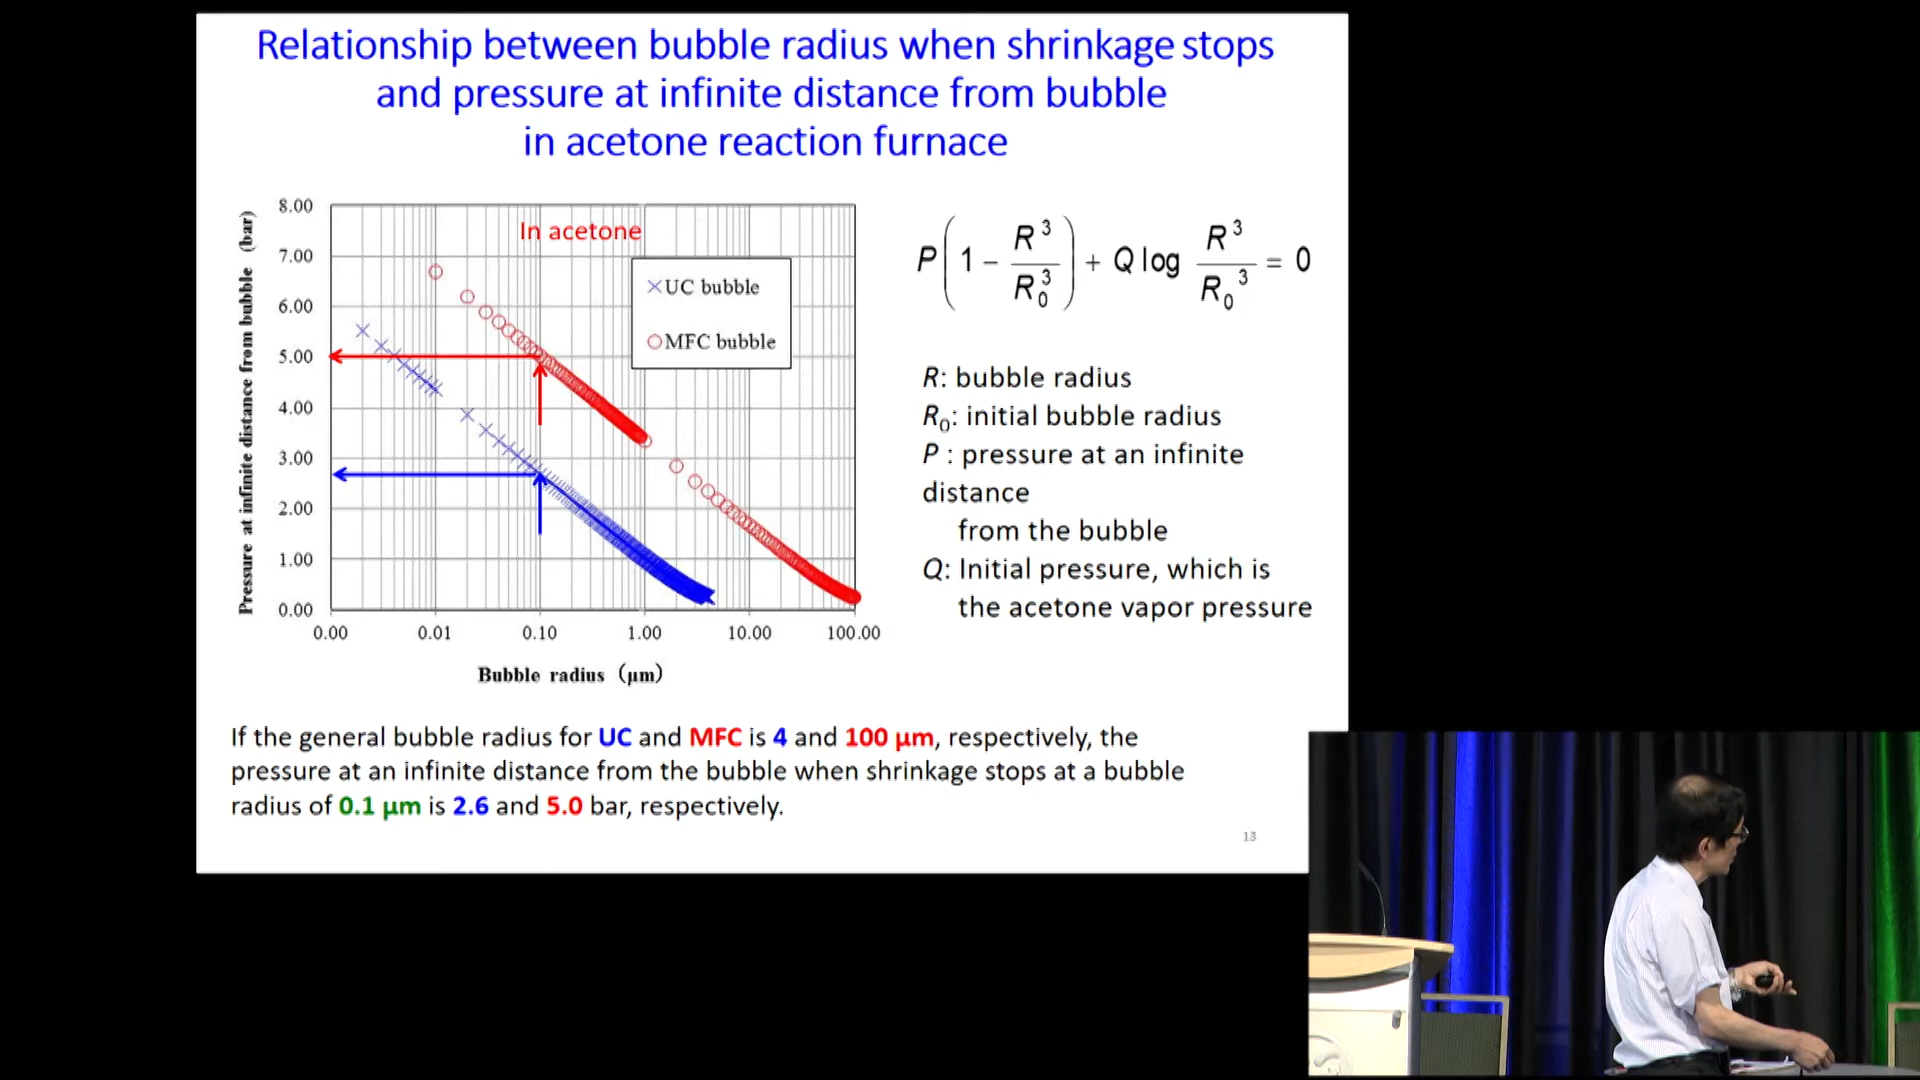 Relationship between bubble radius when shrinkage stops
and pressure at infinite distance from bubble
in acetone reaction furnace
Pressure at infinite distance from bubble (bar)
8.00
7.00
6.00
5.00
4.00
3.00
2.00
1.00
0.00
In acetone
UC bubble
MFC bubble
0.00 0.01 0.10 1.00 10.00 100.00
Bubble radius (μm)
P(1 − R³/R₀³) + Q log R³/R₀³ = 0
R: bubble radius
R₀: initial bubble radius
P : pressure at an infinite
distance
from the bubble
Q: Initial pressure, which is
the acetone vapor pressure
If the general bubble radius for UC and MFC is 4 and 100 μm, respectively, the
pressure at an infinite distance from the bubble when shrinkage stops at a bubble
radius of 0.1 μm is 2.6 and 5.0 bar, respectively.
13